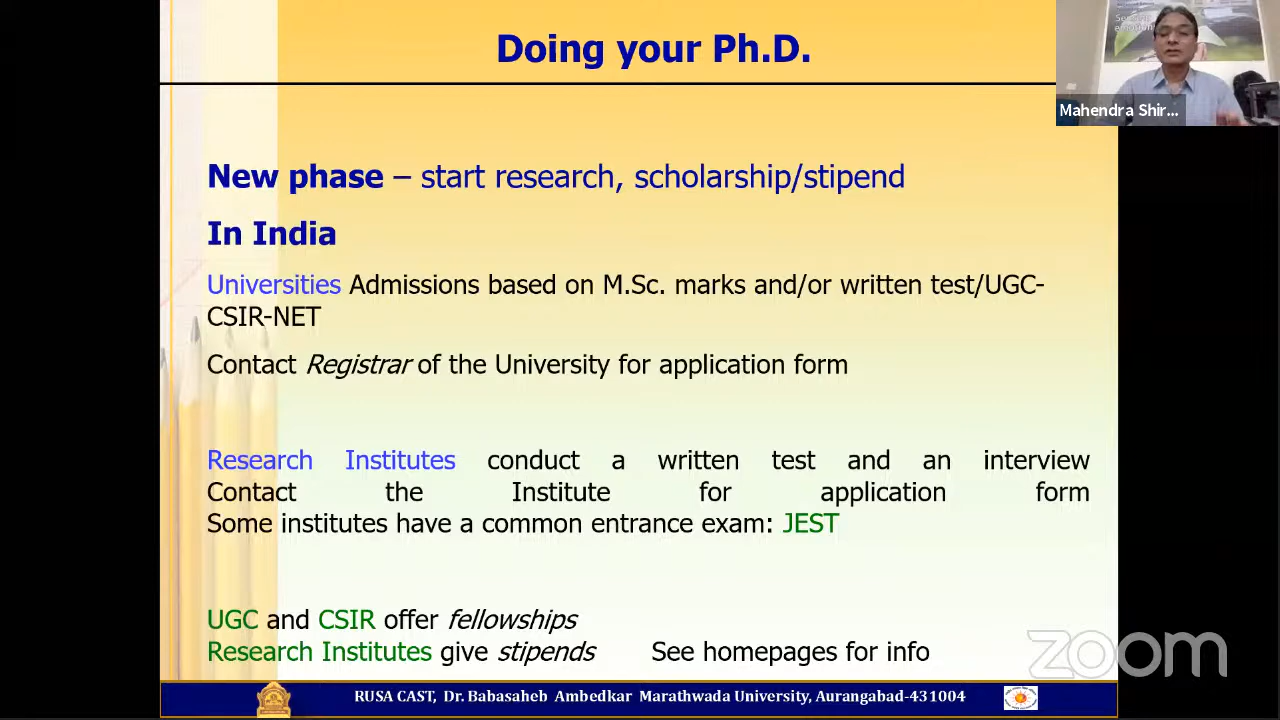 Doing your Ph.D.
Mahendra Shir...
New phase – start research, scholarship/stipend
In India
Universities Admissions based on M.Sc. marks and/or written test/UGC-
CSIR-NET
Contact Registrar of the University for application form
Research Institutes conduct a written test and an interview
Contact the Institute for application form
Some institutes have a common entrance exam: JEST
UGC and CSIR offer fellowships
Research Institutes give stipends See homepages for info
zoom
RUSA CAST, Dr. Babasaheb Ambedkar Marathwada University, Aurangabad-431004